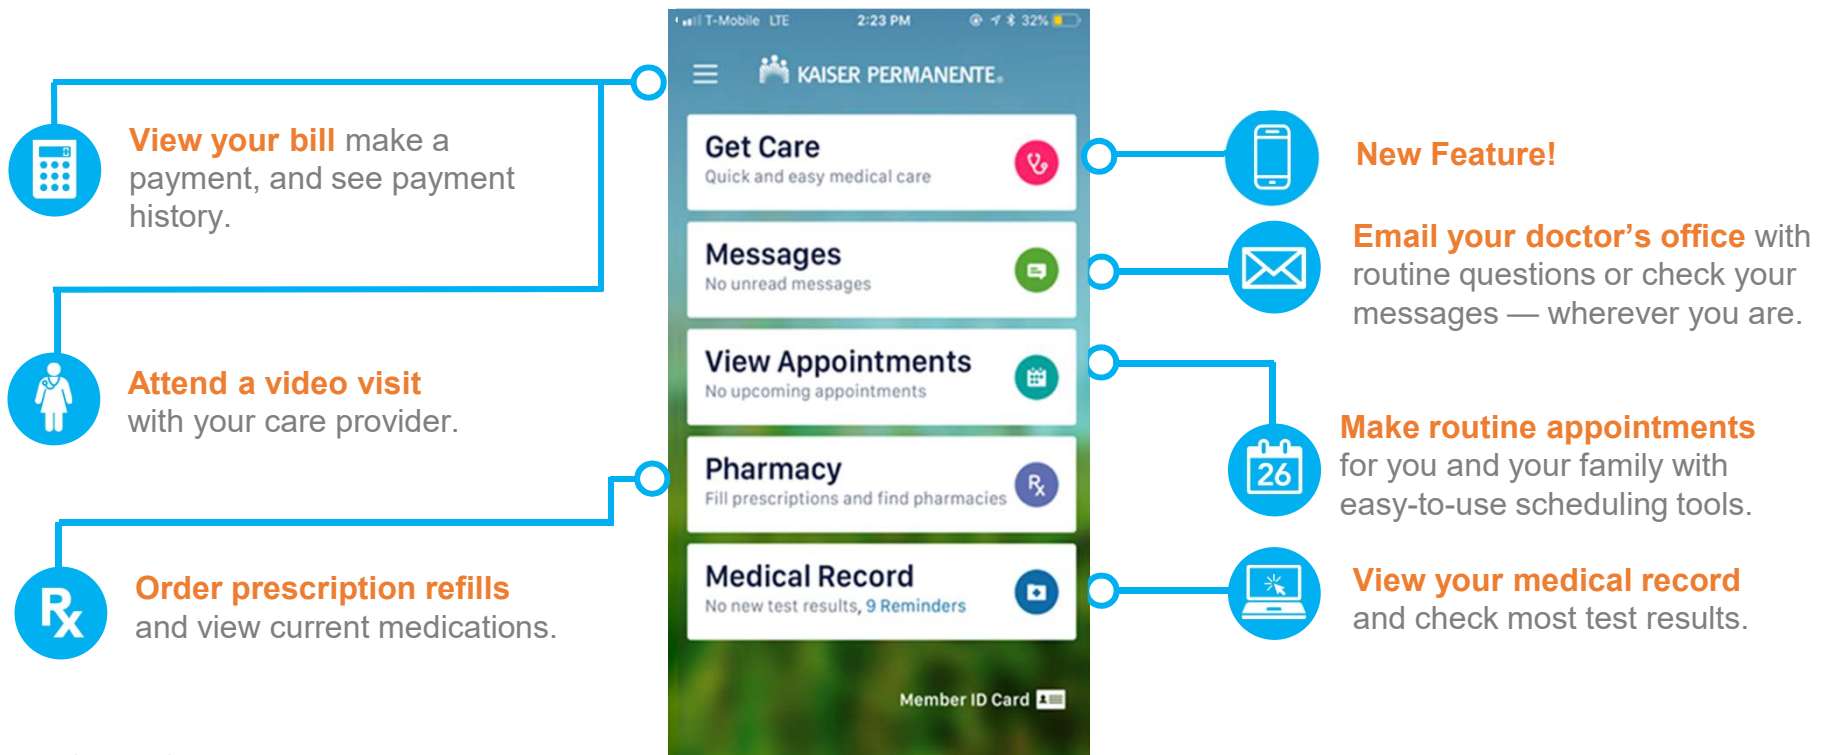 T-Mobile LTE 2:23 PM 32%
KAISER PERMANENTE®
View your bill make a
payment, and see payment
history.
Attend a video visit
with your care provider.
Rx
Order prescription refills
and view current medications.
Get Care
Quick and easy medical care
Messages
No unread messages
View Appointments
No upcoming appointments
Pharmacy
Fill prescriptions and find pharmacies
Rx
Medical Record
No new test results, 9 Reminders
Member ID Card
New Feature!
Email your doctor’s office with
routine questions or check your
messages — wherever you are.
26
Make routine appointments
for you and your family with
easy-to-use scheduling tools.
View your medical record
and check most test results.